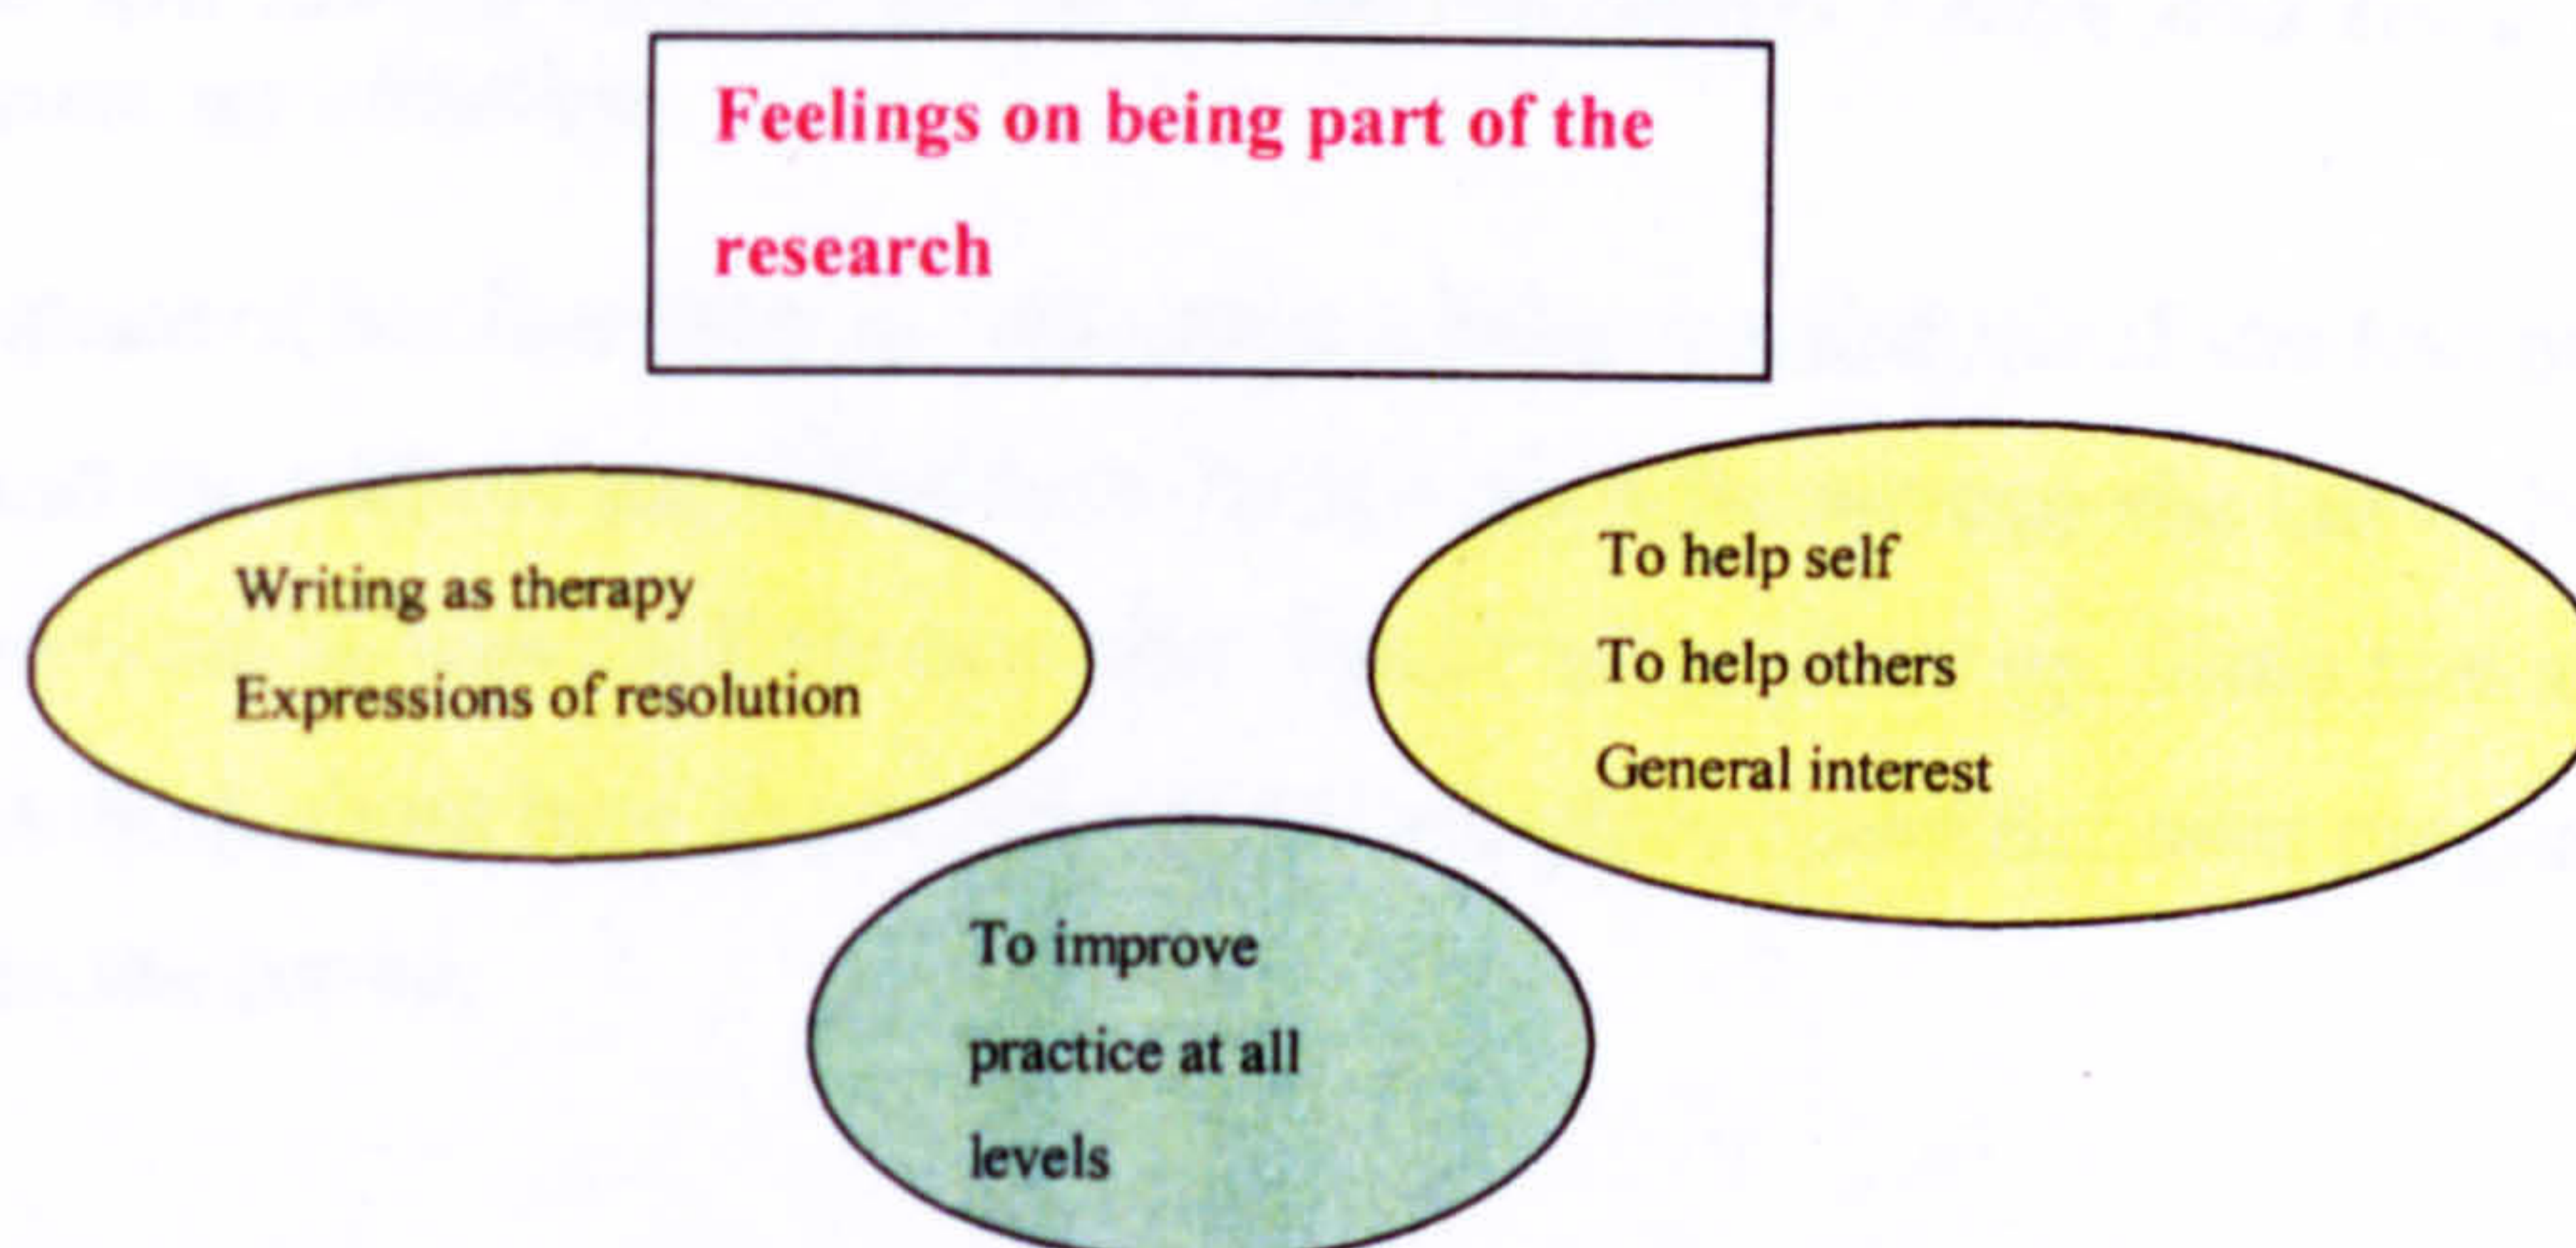 Feelings on being part of the
research
Writing as therapy
Expressions of resolution
To help self
To help others
General interest
To improve
practice at all
levels